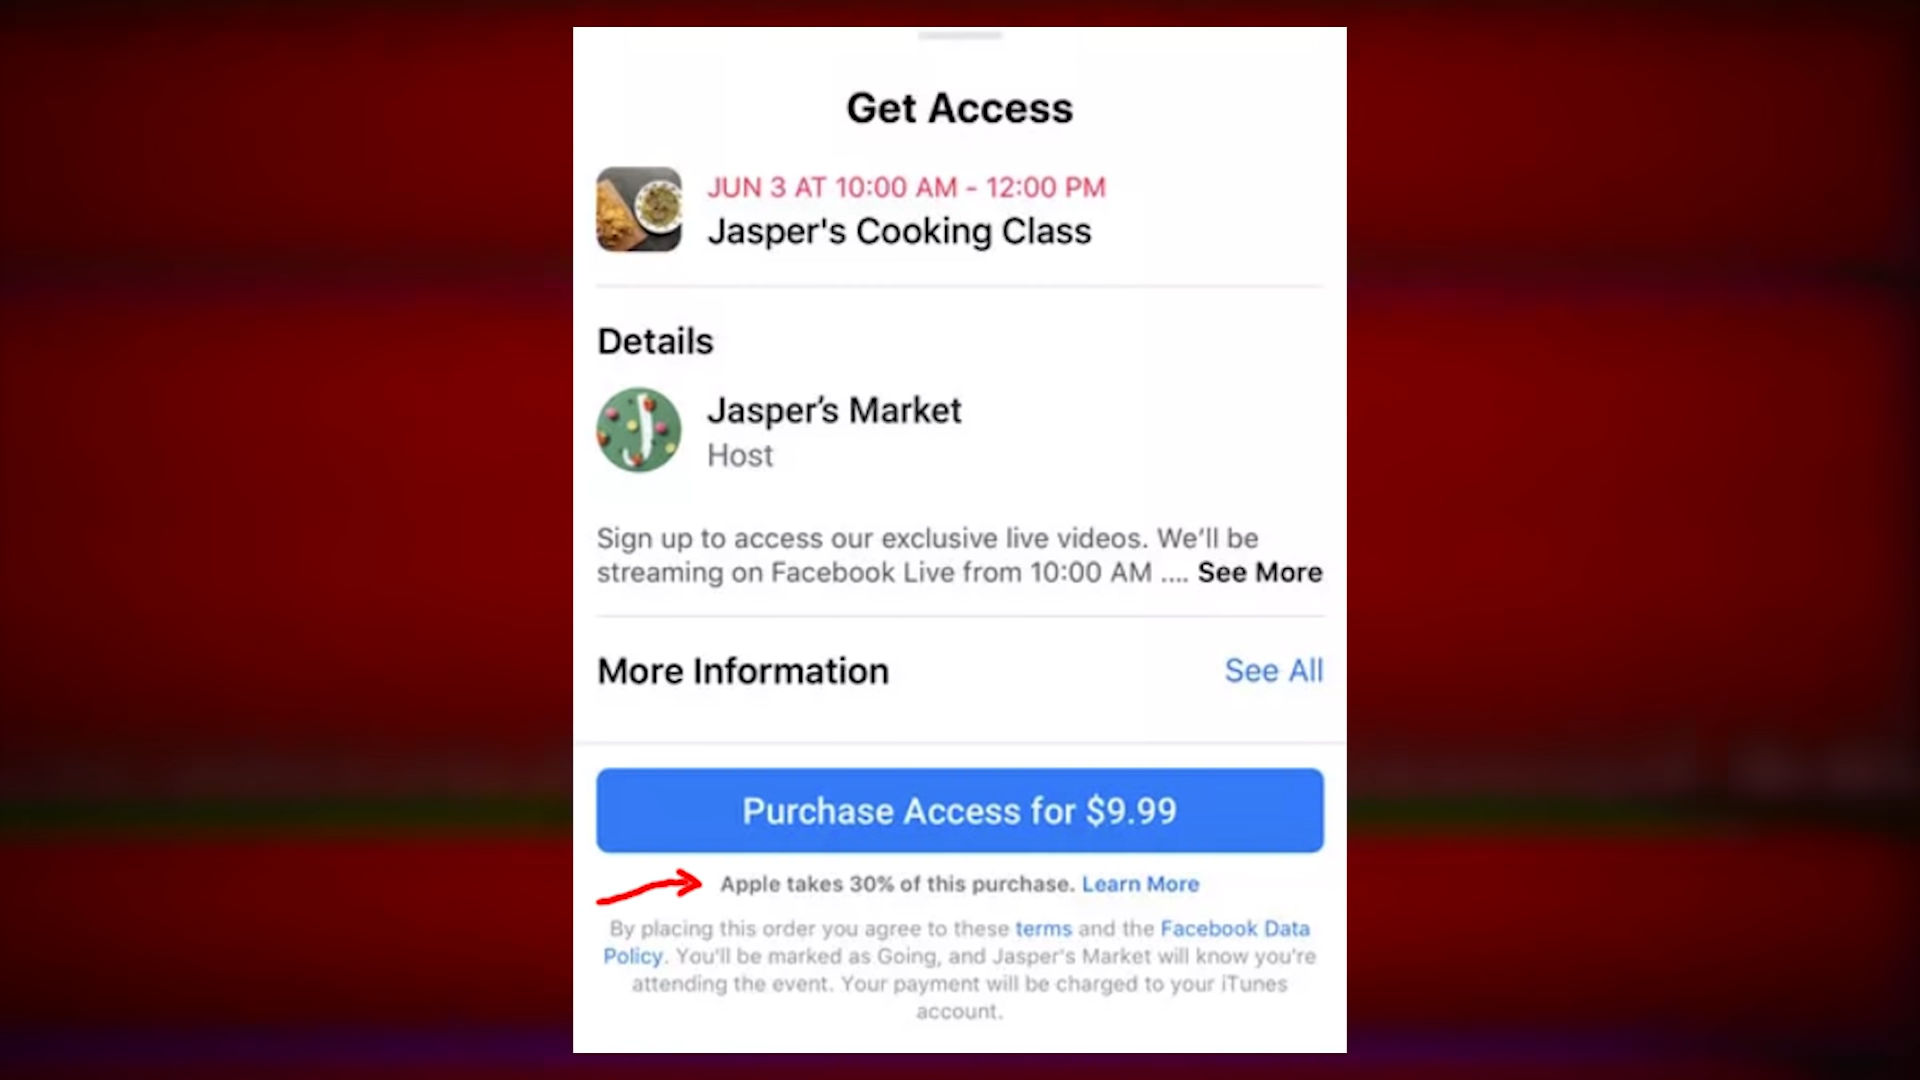 Get Access
JUN 3 AT 10:00 AM - 12:00 PM
Jasper's Cooking Class
Details
Jasper’s Market
Host
Sign up to access our exclusive live videos. We’ll be
streaming on Facebook Live from 10:00 AM .... See More
More Information
See All
Purchase Access for $9.99
Apple takes 30% of this purchase. Learn More
By placing this order you agree to these terms and the Facebook Data
Policy. You'll be marked as Going, and Jasper's Market will know you're
attending the event. Your payment will be charged to your iTunes
account.